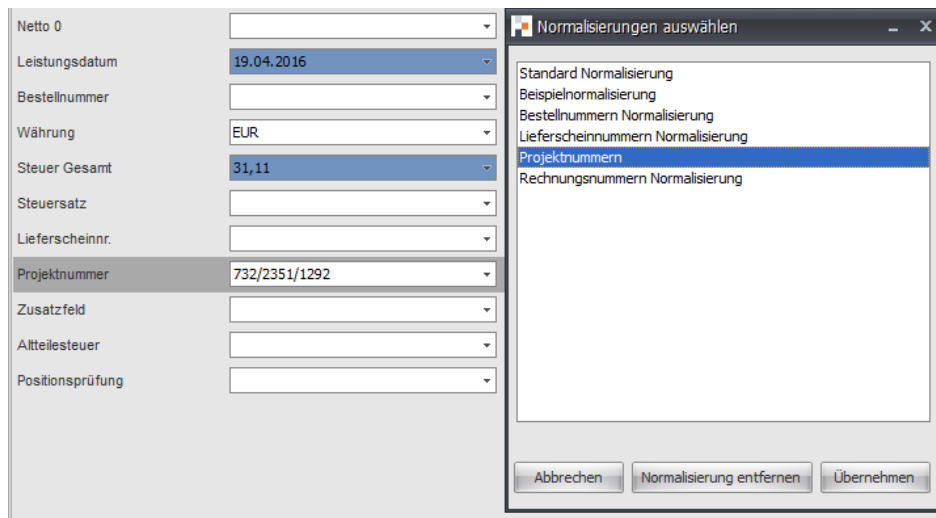 Netto 0
Leistungsdatum 19.04.2016
Bestellnummer
Währung EUR
Steuer Gesamt 31,11
Steuersatz
Lieferscheinnr.
Projektnummer 732/2351/1292
Zusatzfeld
Altteilesteuer
Positionsprüfung
Normalisierungen auswählen
Standard Normalisierung
Beispielnormalisierung
Bestellnummern Normalisierung
Lieferscheinnummern Normalisierung
Projektnummern
Rechnungsnummern Normalisierung
Abbrechen Normalisierung entfernen Übernehmen